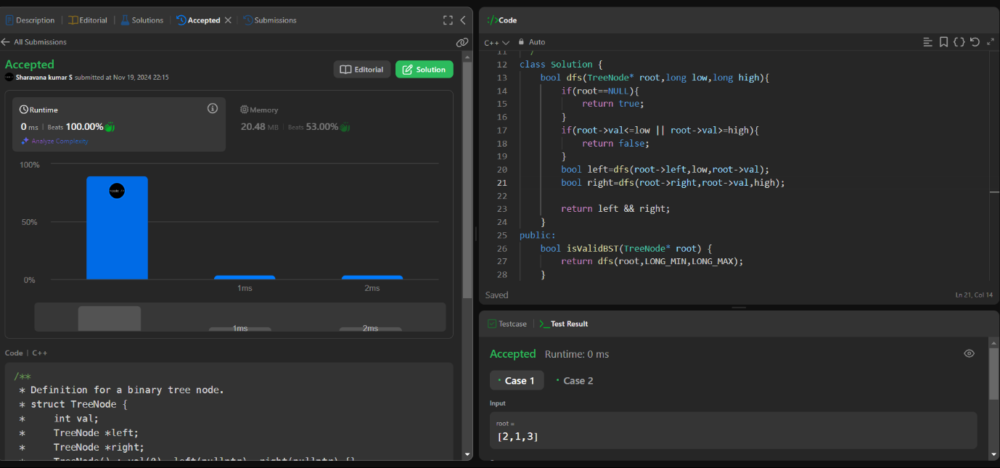 Description Editorial Solutions Accepted Submissions
All Submissions
Accepted
Sharavana kumar S submitted at Nov 19, 2024 22:15
Editorial
Solution
Runtime
0 ms Beats 100.00%
Analyze Complexity
Memory
20.48 MB Beats 53.00%
100%
50%
0%
1ms 2ms
1ms 2ms
Code | C++
/**
* Definition for a binary tree node.
* struct TreeNode {
*     int val;
*     TreeNode *left;
*     TreeNode *right;
*     TreeNode() : val(0), left(nullptr), right(nullptr) {}
</>Code
C++ Auto
11 */
12 class Solution {
13     bool dfs(TreeNode* root,long low,long high){
14         if(root==NULL){
15             return true;
16         }
17         if(root->val<=low || root->val>=high){
18             return false;
19         }
20         bool left=dfs(root->left,low,root->val);
21         bool right=dfs(root->right,root->val,high);
22
23         return left && right;
24     }
25 public:
26     bool isValidBST(TreeNode* root) {
27         return dfs(root,LONG_MIN,LONG_MAX);
28     }
Saved
Ln 21, Col 14
Testcase >_Test Result
Accepted Runtime: 0 ms
• Case 1 • Case 2
Input
root =
[2,1,3]